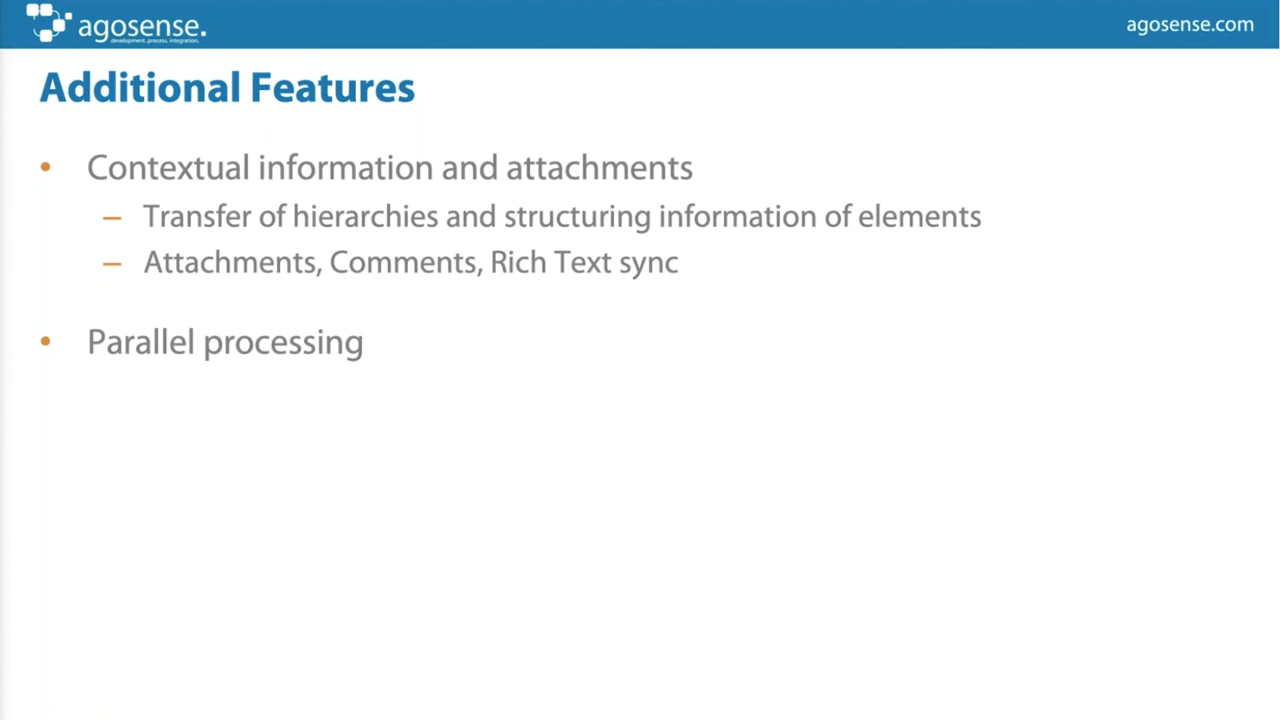 agosense.
development. process. integration.
agosense.com
Additional Features
• Contextual information and attachments
– Transfer of hierarchies and structuring information of elements
– Attachments, Comments, Rich Text sync
• Parallel processing